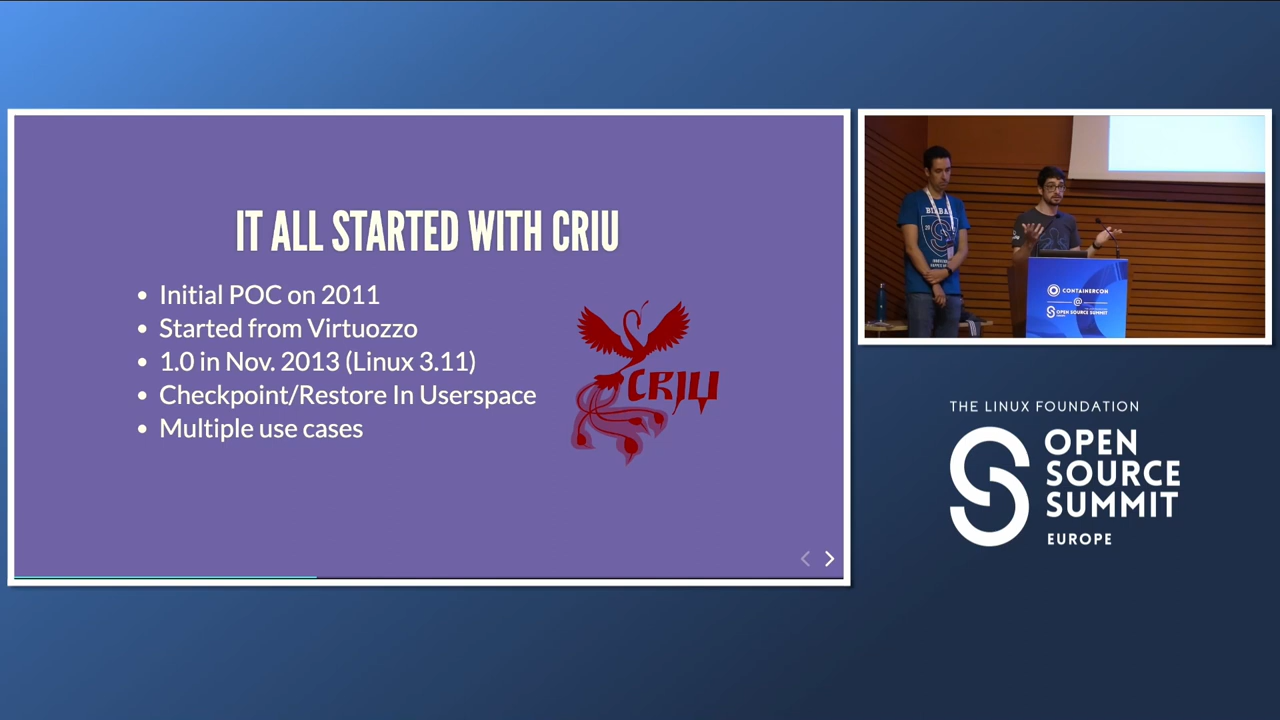 IT ALL STARTED WITH CRIU
Initial POC on 2011
Started from Virtuozzo
1.0 in Nov. 2013 (Linux 3.11)
Checkpoint/Restore In Userspace
Multiple use cases
CRIU
CONTAINERCON
@
OPEN SOURCE SUMMIT
THE LINUX FOUNDATION
OPEN
SOURCE
SUMMIT
EUROPE